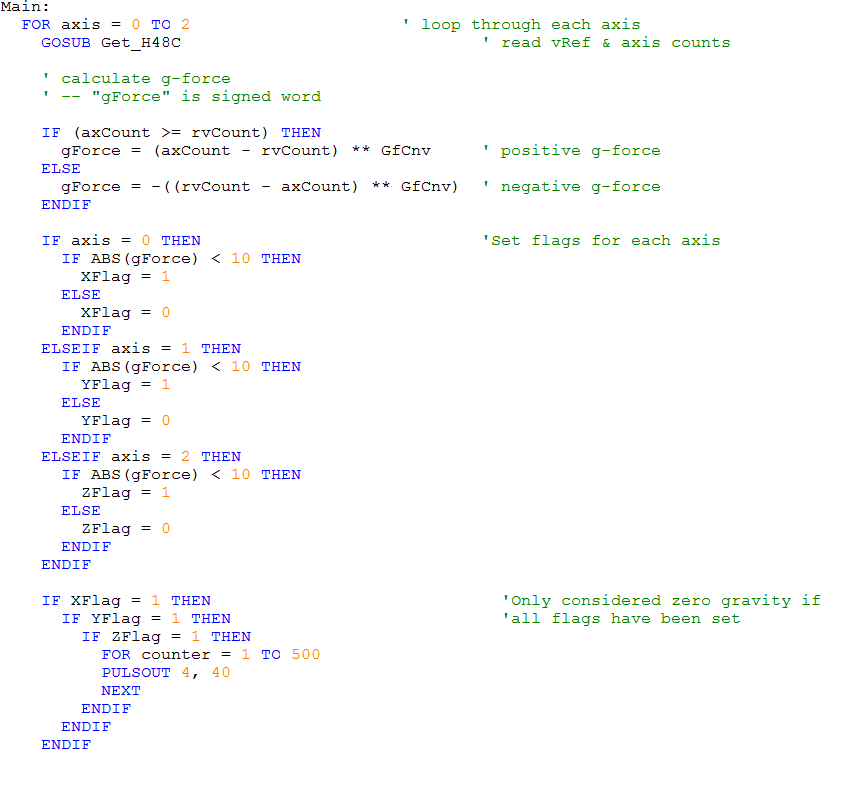 Main:
  FOR axis = 0 TO 2                     ' loop through each axis
    GOSUB Get_H48C                              ' read vRef & axis counts

    ' calculate g-force
    ' -- "gForce" is signed word

    IF (axCount >= rvCount) THEN
      gForce = (axCount - rvCount) ** GfCnv     ' positive g-force
    ELSE
      gForce = -((rvCount - axCount) ** GfCnv)  ' negative g-force
    ENDIF

    IF axis = 0 THEN                            'Set flags for each axis
      IF ABS(gForce) < 10 THEN
        XFlag = 1
      ELSE
        XFlag = 0
      ENDIF
    ELSEIF axis = 1 THEN
      IF ABS(gForce) < 10 THEN
        YFlag = 1
      ELSE
        YFlag = 0
      ENDIF
    ELSEIF axis = 2 THEN
      IF ABS(gForce) < 10 THEN
        ZFlag = 1
      ELSE
        ZFlag = 0
      ENDIF
    ENDIF

    IF XFlag = 1 THEN                             'Only considered zero gravity if
      IF YFlag = 1 THEN                           'all flags have been set
        IF ZFlag = 1 THEN
          FOR counter = 1 TO 500
          PULSOUT 4, 40
          NEXT
        ENDIF
      ENDIF
    ENDIF